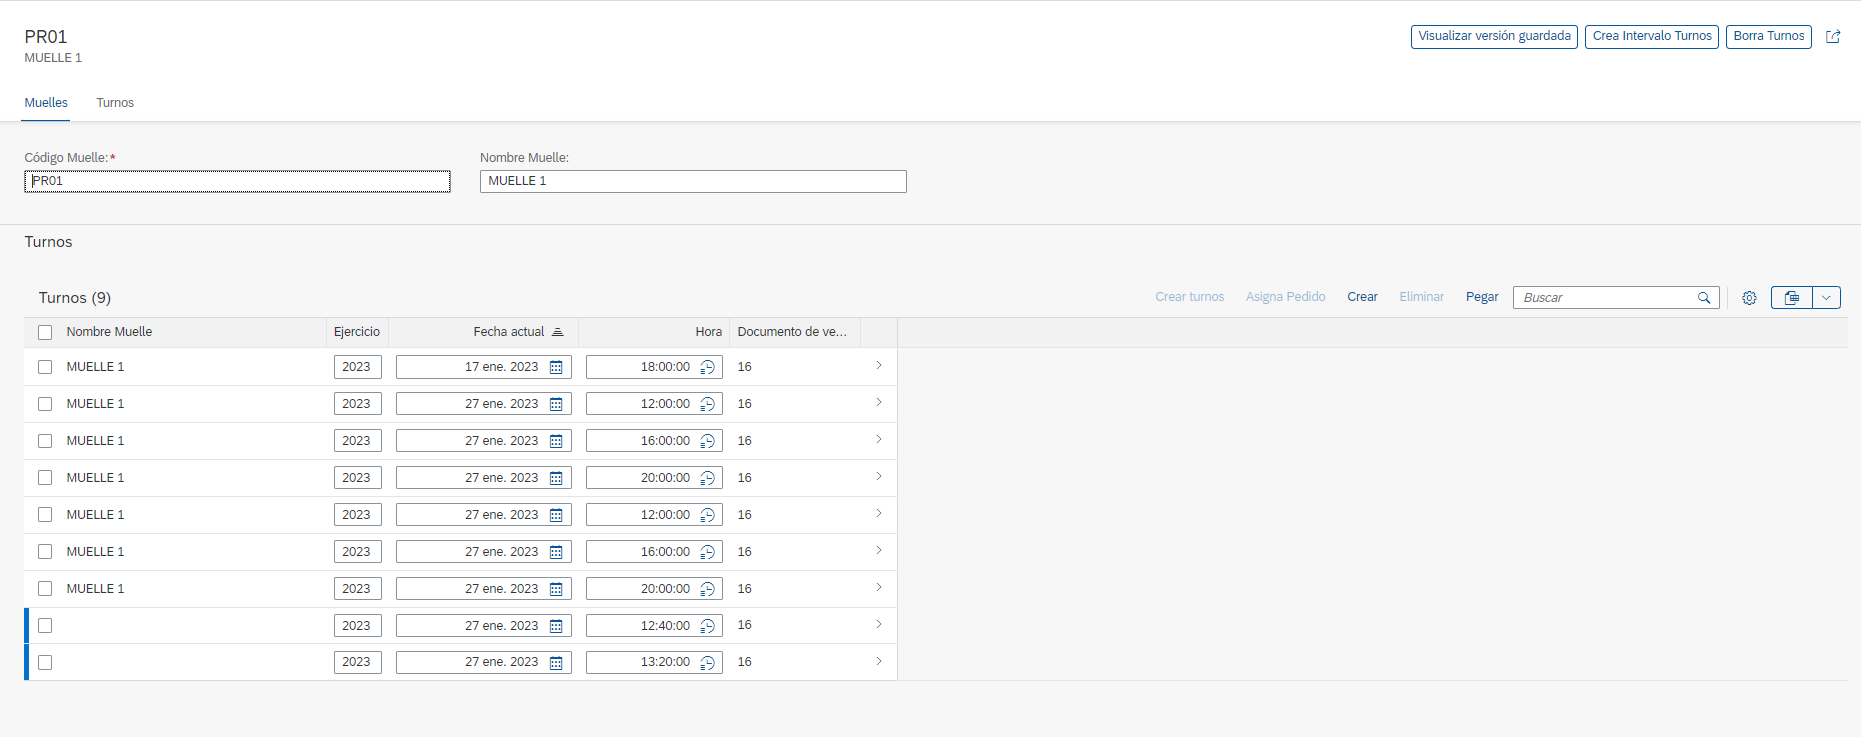 PR01
MUELLE 1
Visualizar versión guardada Crea Intervalo Turnos Borra Turnos
Muelles Turnos
Código Muelle:* Nombre Muelle:
PR01 MUELLE 1
Turnos
Turnos (9) Crear turnos Asigna Pedido Crear Eliminar Pegar Buscar
Nombre Muelle Ejercicio Fecha actual Hora Documento de ve...
MUELLE 1 2023 17 ene. 2023 18:00:00 16
MUELLE 1 2023 27 ene. 2023 12:00:00 16
MUELLE 1 2023 27 ene. 2023 16:00:00 16
MUELLE 1 2023 27 ene. 2023 20:00:00 16
MUELLE 1 2023 27 ene. 2023 12:00:00 16
MUELLE 1 2023 27 ene. 2023 16:00:00 16
MUELLE 1 2023 27 ene. 2023 20:00:00 16
2023 27 ene. 2023 12:40:00 16
2023 27 ene. 2023 13:20:00 16